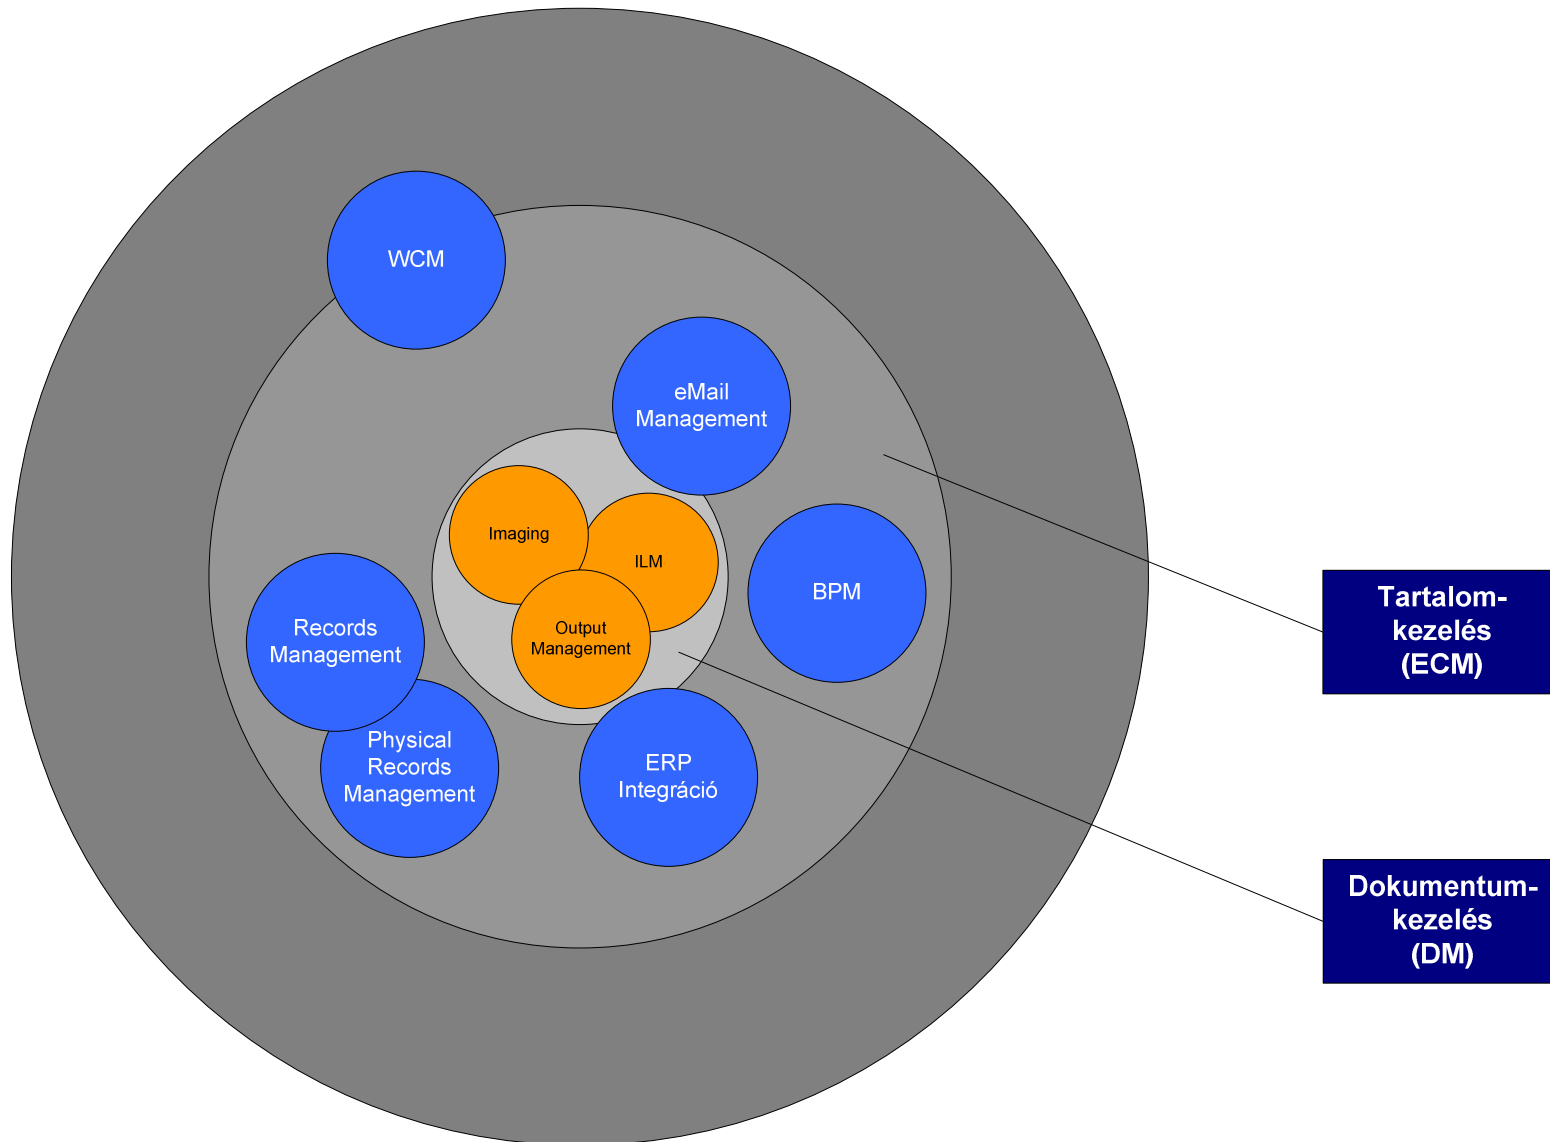 WCM
eMail
Management
Imaging
ILM
Output
Management
BPM
Records
Management
Physical
Records
Management
ERP
Integráció
Tartalom-
kezelés
(ECM)
Dokumentum-
kezelés
(DM)